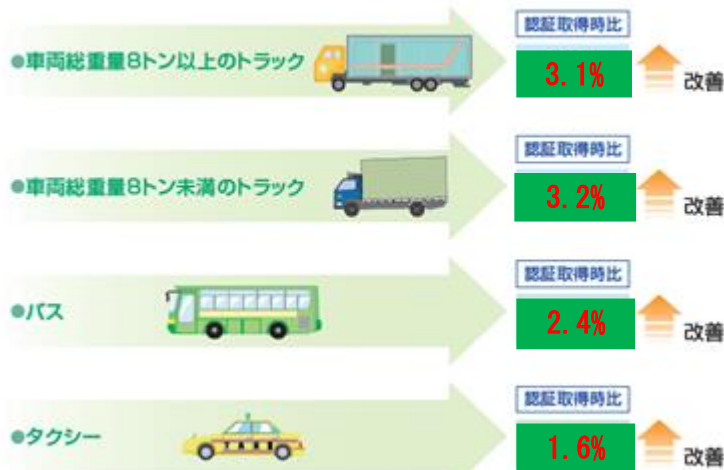 認証取得時比
●車両総重量8トン以上のトラック
3.1%
改善
認証取得時比
●車両総重量8トン未満のトラック
3.2%
改善
認証取得時比
●バス
2.4%
改善
認証取得時比
●タクシー
TAXI
1.6%
改善